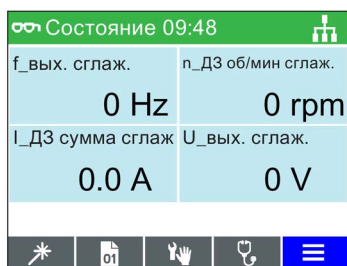 Состояние 09:48
f_вых. сглаж.
n_ДЗ об/мин сглаж.
0 Hz
0 rpm
I_ДЗ сумма сглаж
U_вых. сглаж.
0.0 A
0 V
01